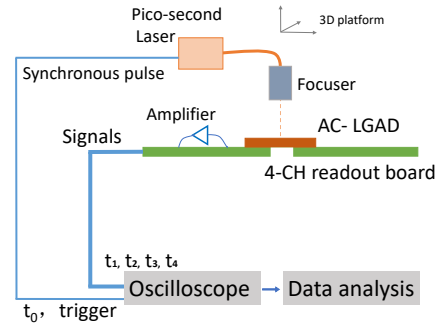 Pico-second
Laser
3D platform
Synchronous pulse
Focuser
Amplifier
AC- LGAD
Signals
4-CH readout board
t₁, t₂, t₃, t₄
Oscilloscope
Data analysis
t₀, trigger